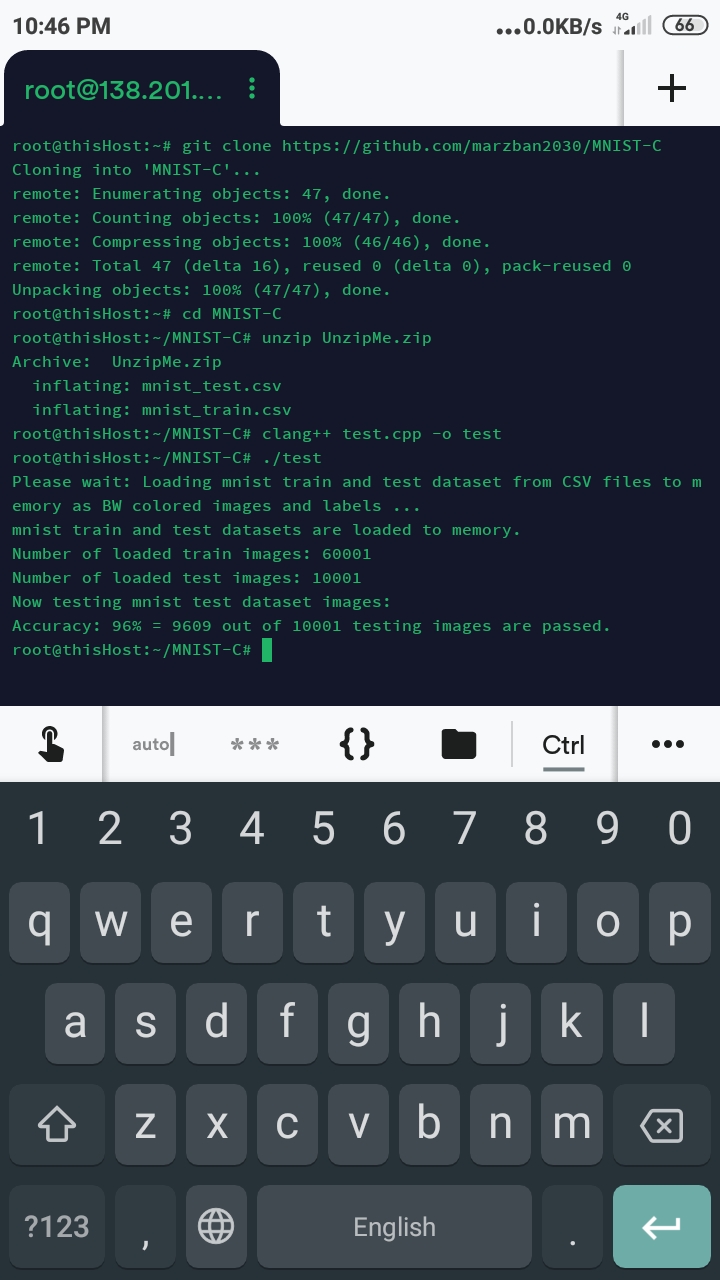 10:46 PM ...0.0KB/s 4G 66
root@138.201....
root@thisHost:~# git clone https://github.com/marzban2030/MNIST-C
Cloning into 'MNIST-C'...
remote: Enumerating objects: 47, done.
remote: Counting objects: 100% (47/47), done.
remote: Compressing objects: 100% (46/46), done.
remote: Total 47 (delta 16), reused 0 (delta 0), pack-reused 0
Unpacking objects: 100% (47/47), done.
root@thisHost:~# cd MNIST-C
root@thisHost:~/MNIST-C# unzip UnzipMe.zip
Archive:  UnzipMe.zip
  inflating: mnist_test.csv
  inflating: mnist_train.csv
root@thisHost:~/MNIST-C# clang++ test.cpp -o test
root@thisHost:~/MNIST-C# ./test
Please wait: Loading mnist train and test dataset from CSV files to m
emory as BW colored images and labels ...
mnist train and test datasets are loaded to memory.
Number of loaded train images: 60001
Number of loaded test images: 10001
Now testing mnist test dataset images:
Accuracy: 96% = 9609 out of 10001 testing images are passed.
root@thisHost:~/MNIST-C#
auto *** {} Ctrl
1 2 3 4 5 6 7 8 9 0
q w e r t y u i o p
a s d f g h j k l
z x c v b n m
?123 , English .